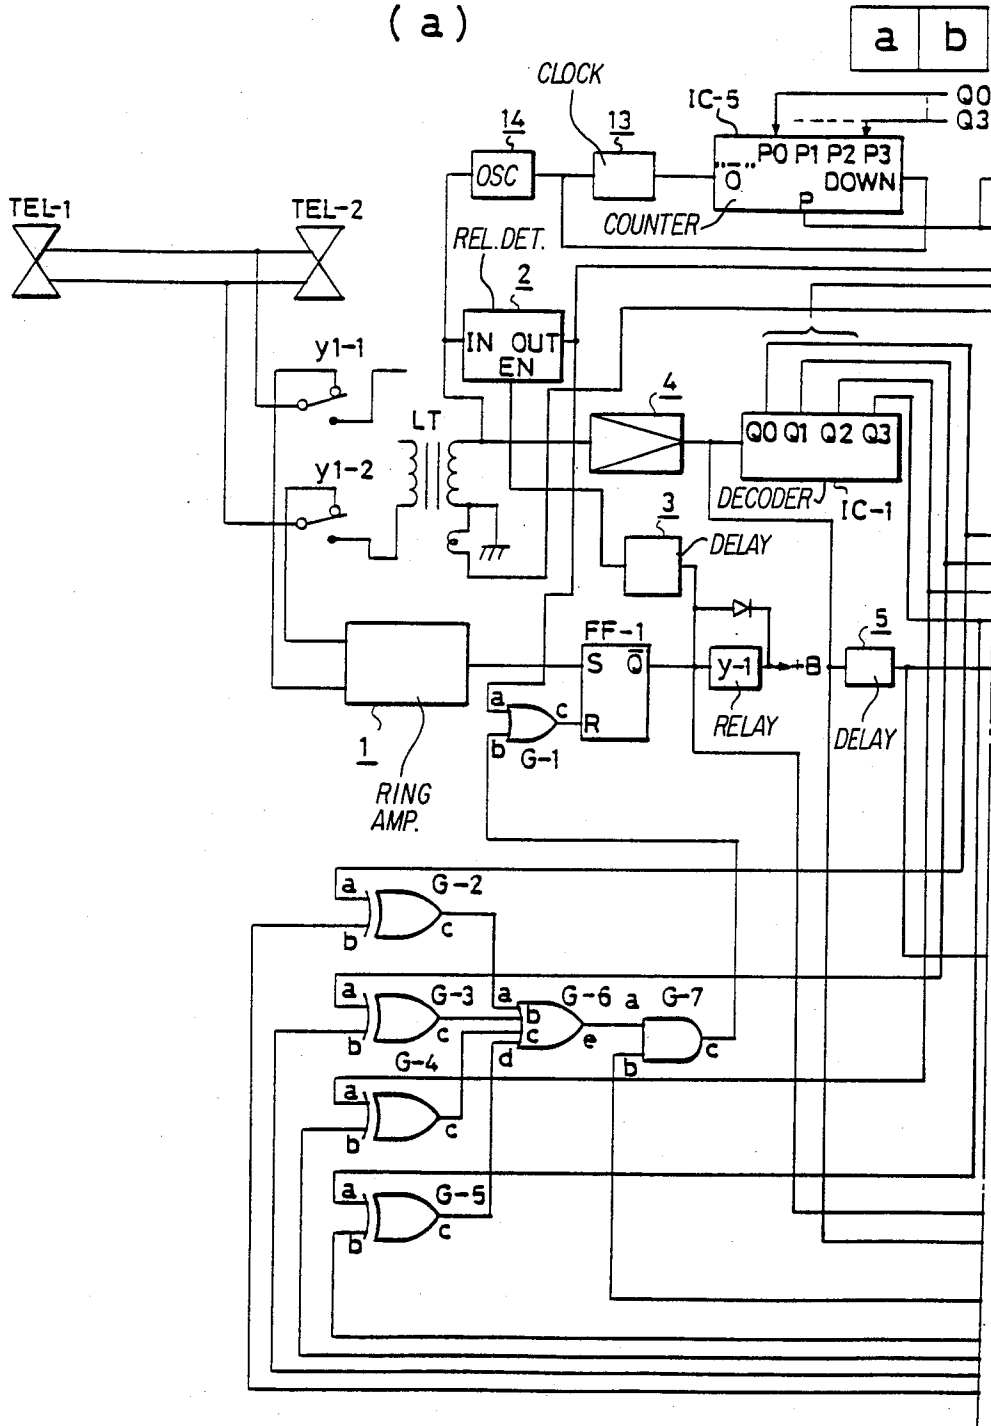 (a)
a b
CLOCK
IC-5
Q0
Q3
14
13
P0 P1 P2 P3
OSC
"0̅"
DOWN
P
COUNTER
TEL-1
TEL-2
REL.DET.
2
IN OUT
EN
y1-1
4
LT
Q0 Q1 Q2 Q3
y1-2
DECODER
IC-1
3
DELAY
FF-1
5
S Q̅
y-1
+B
a
c
R
b
G-1
RELAY
DELAY
1
RING
AMP.
a
G-2
c
b
a
G-3
a
G-6
a
G-7
b
c
c
e
c
b
d
b
G-4
a
c
b
a
G-5
c
b